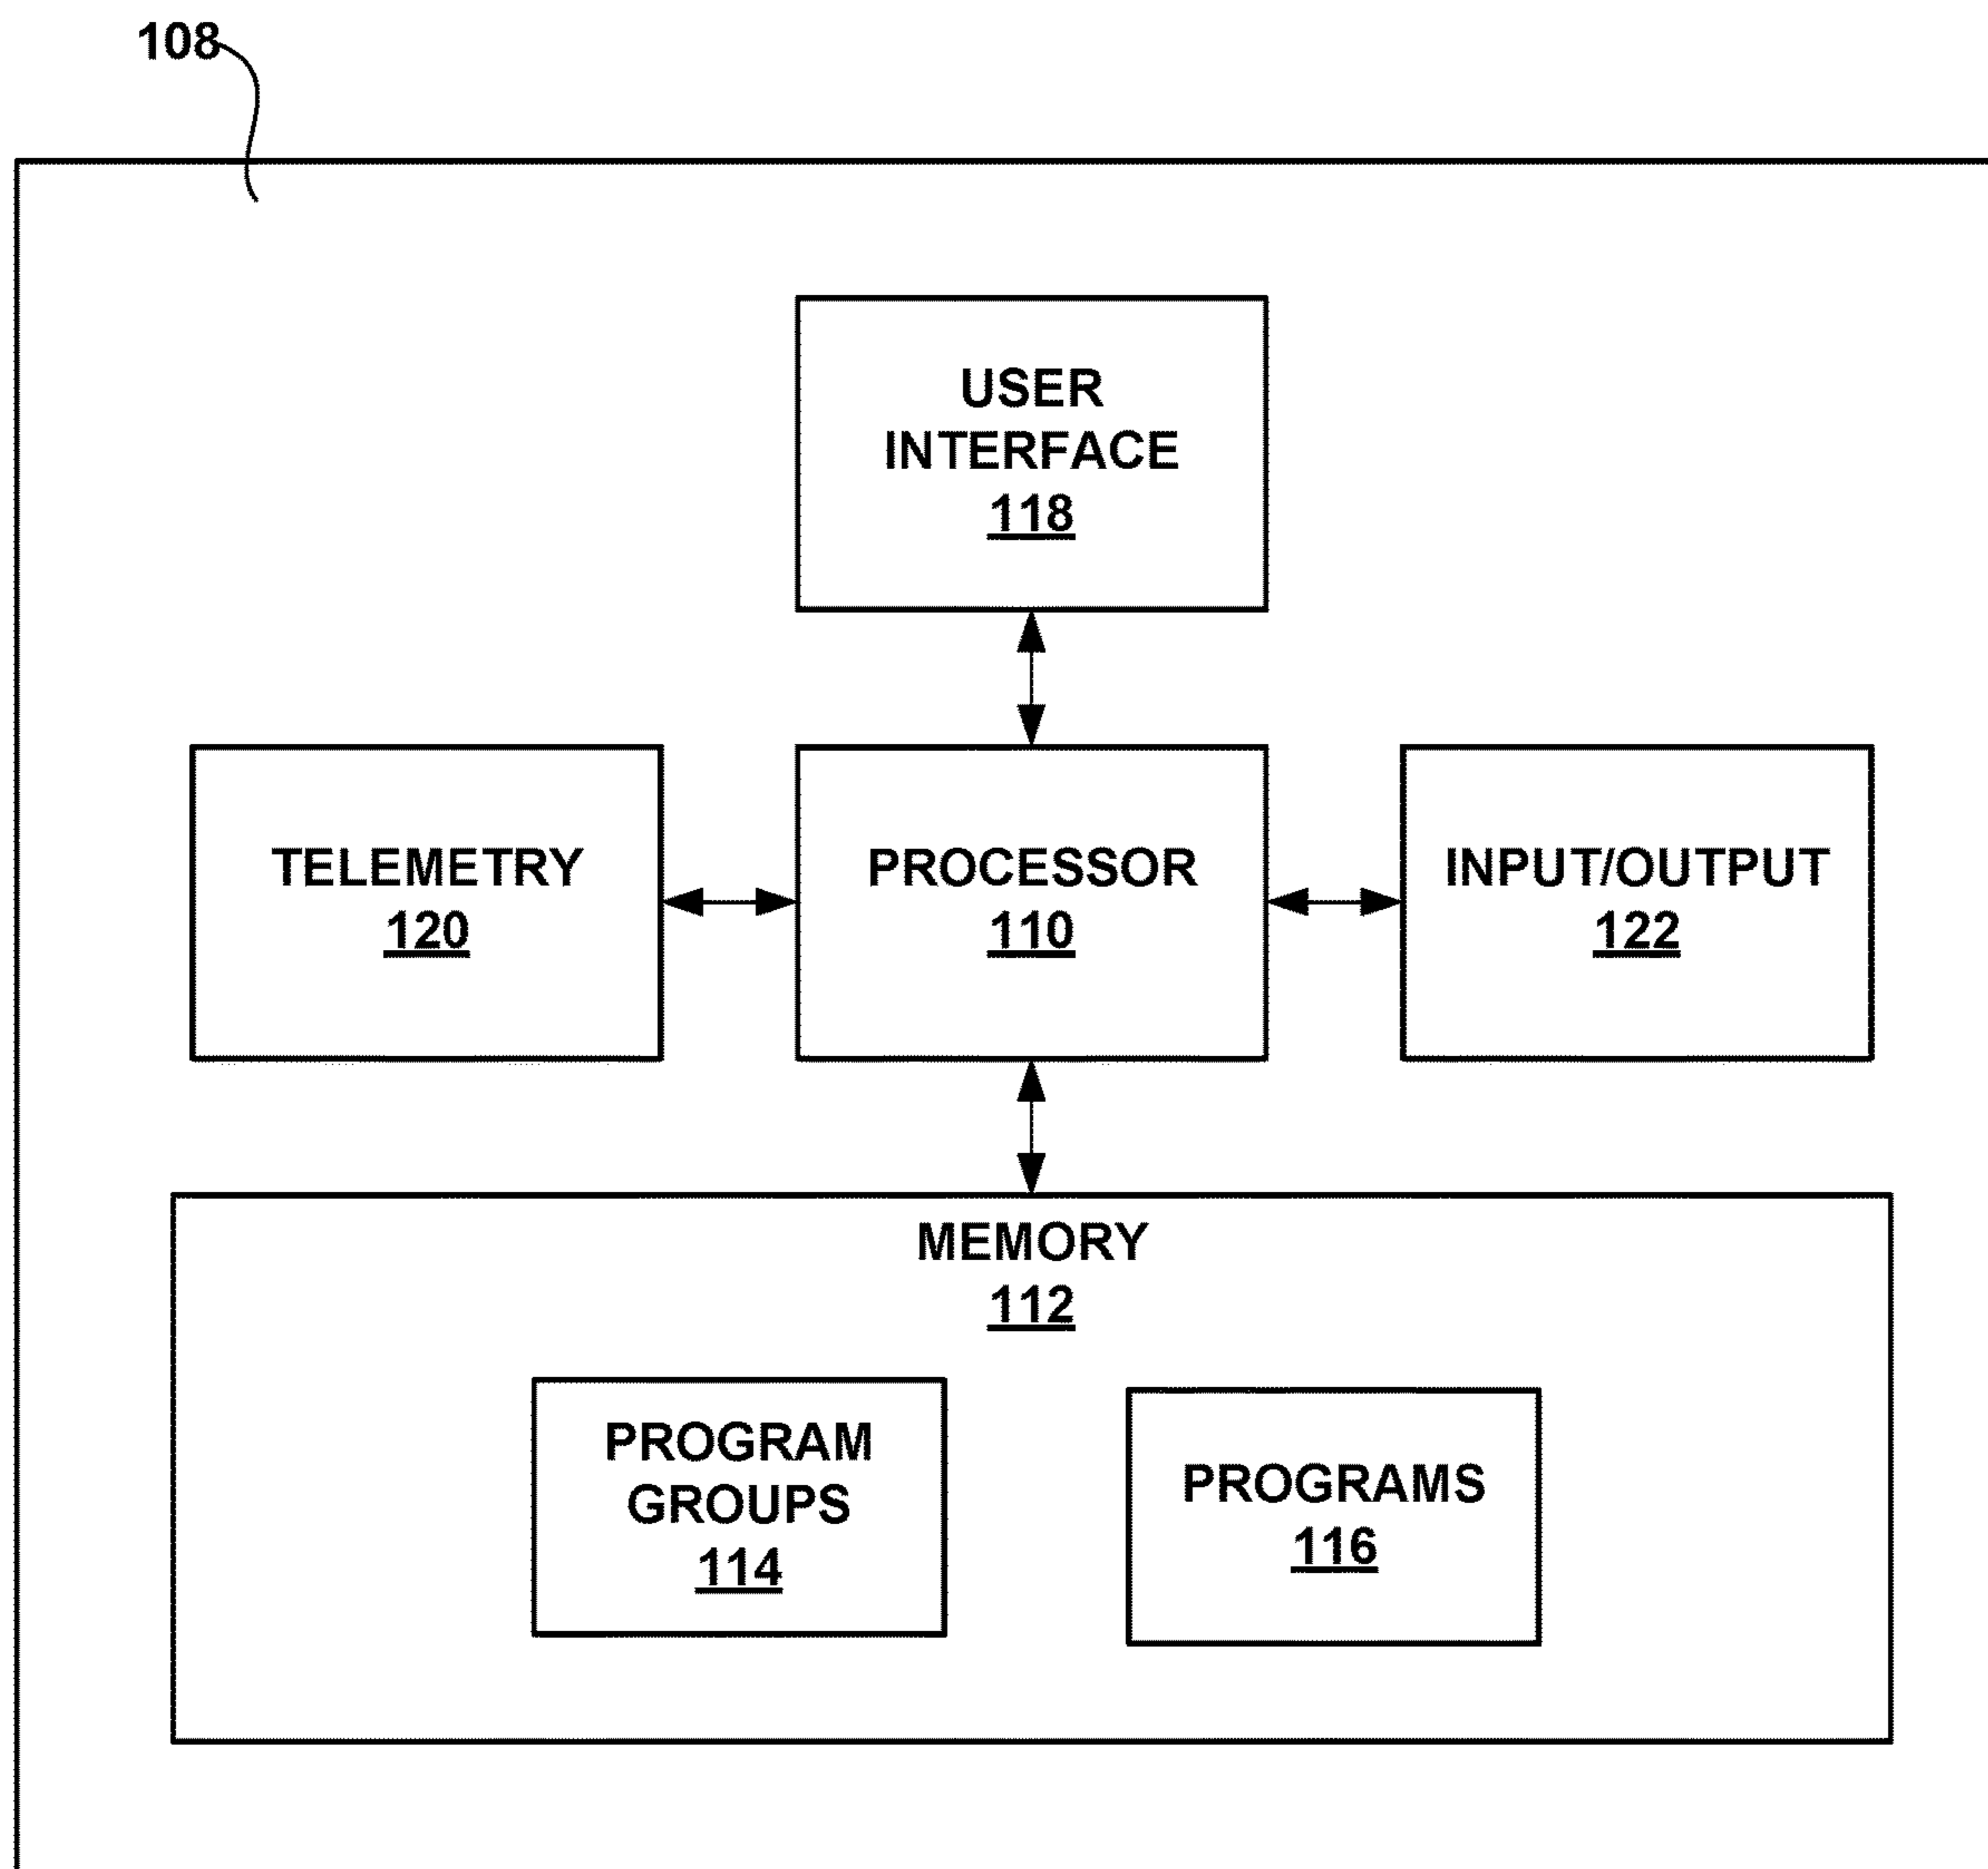 108
USER
INTERFACE
118
TELEMETRY
120
PROCESSOR
110
INPUT/OUTPUT
122
MEMORY
112
PROGRAM
GROUPS
114
PROGRAMS
116